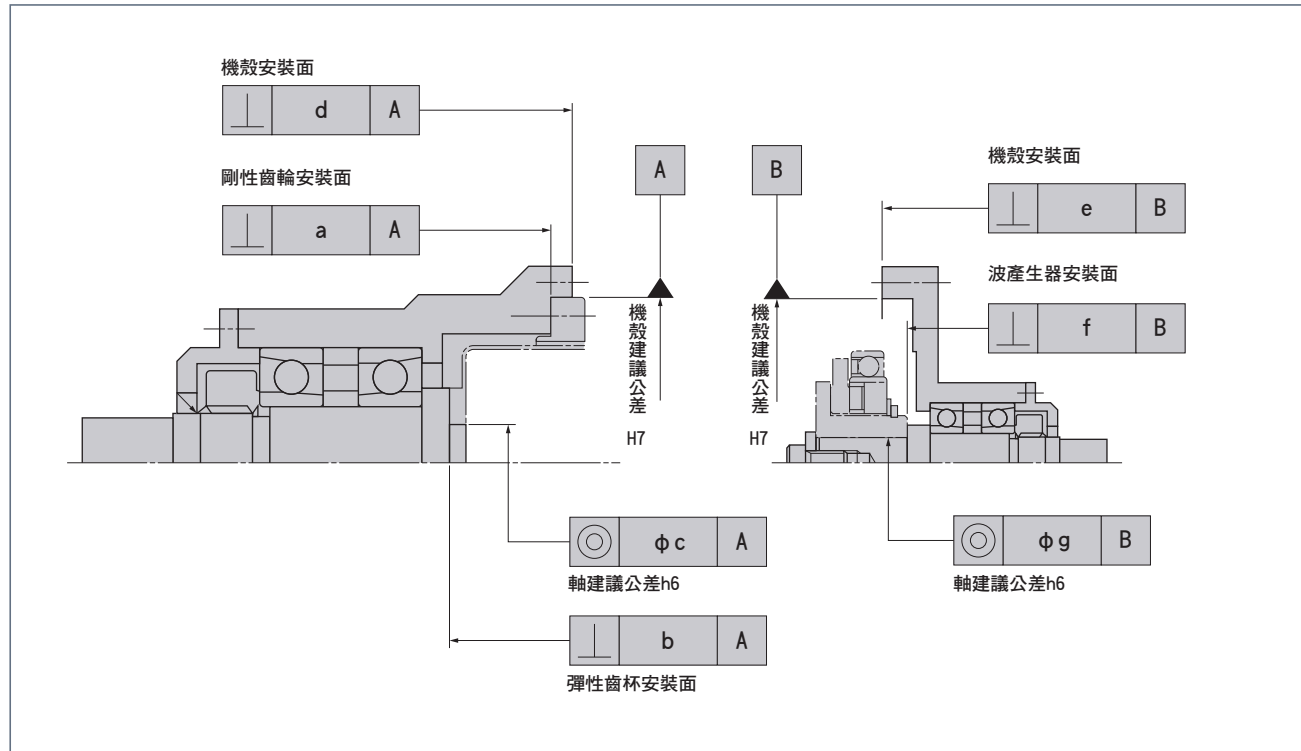 機殼安裝面
⊥ d A
剛性齒輪安裝面
⊥ a A
A
機殼建議公差
H7
B
機殼建議公差
H7
機殼安裝面
⊥ e B
波產生器安裝面
⊥ f B
◎ φc A
軸建議公差h6
⊥ b A
彈性齒杯安裝面
◎ φg B
軸建議公差h6